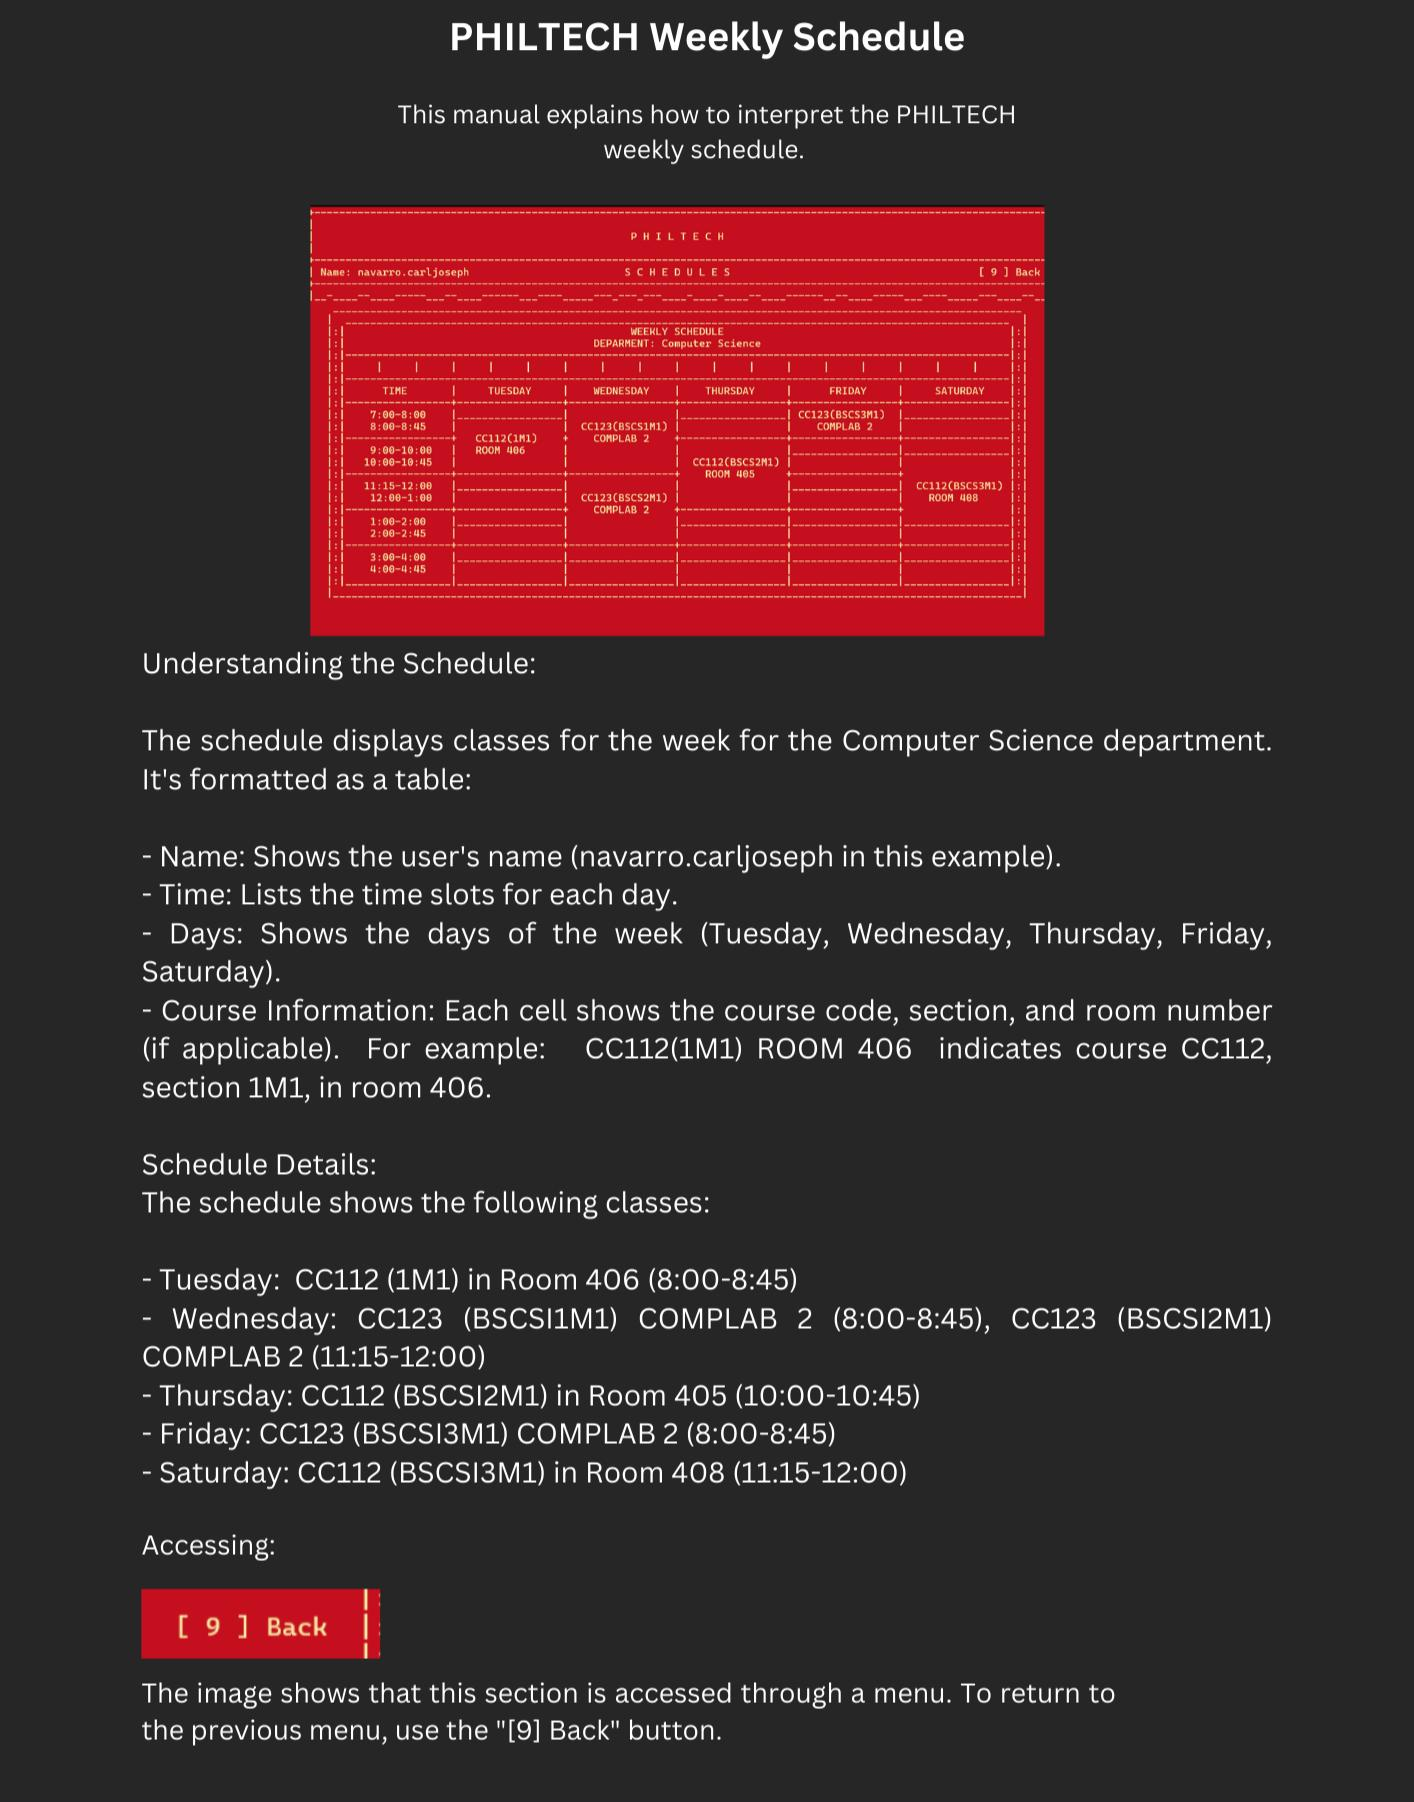 PHILTECH Weekly Schedule
This manual explains how to interpret the PHILTECH
weekly schedule.
P H I L T E C H
Name: navarro.carljoseph S C H E D U L E S [ 9 ] Back
WEEKLY SCHEDULE
DEPARMENT: Computer Science
TIME TUESDAY WEDNESDAY THURSDAY FRIDAY SATURDAY
7:00-8:00 CC123(BSCS3M1)
8:00-8:45 CC123(BSCS1M1) COMPLAB 2
CC112(1M1) COMPLAB 2
9:00-10:00 ROOM 406
10:00-10:45 CC112(BSCS2M1)
ROOM 405
11:15-12:00 CC112(BSCS3M1)
12:00-1:00 CC123(BSCS2M1) ROOM 408
COMPLAB 2
1:00-2:00
2:00-2:45
3:00-4:00
4:00-4:45
Understanding the Schedule:
The schedule displays classes for the week for the Computer Science department.
It's formatted as a table:
- Name: Shows the user's name (navarro.carljoseph in this example).
- Time: Lists the time slots for each day.
- Days: Shows the days of the week (Tuesday, Wednesday, Thursday, Friday,
Saturday).
- Course Information: Each cell shows the course code, section, and room number
(if applicable). For example: CC112(1M1) ROOM 406 indicates course CC112,
section 1M1, in room 406.
Schedule Details:
The schedule shows the following classes:
- Tuesday: CC112 (1M1) in Room 406 (8:00-8:45)
- Wednesday: CC123 (BSCSI1M1) COMPLAB 2 (8:00-8:45), CC123 (BSCSI2M1)
COMPLAB 2 (11:15-12:00)
- Thursday: CC112 (BSCSI2M1) in Room 405 (10:00-10:45)
- Friday: CC123 (BSCSI3M1) COMPLAB 2 (8:00-8:45)
- Saturday: CC112 (BSCSI3M1) in Room 408 (11:15-12:00)
Accessing:
[ 9 ] Back
The image shows that this section is accessed through a menu. To return to
the previous menu, use the "[9] Back" button.